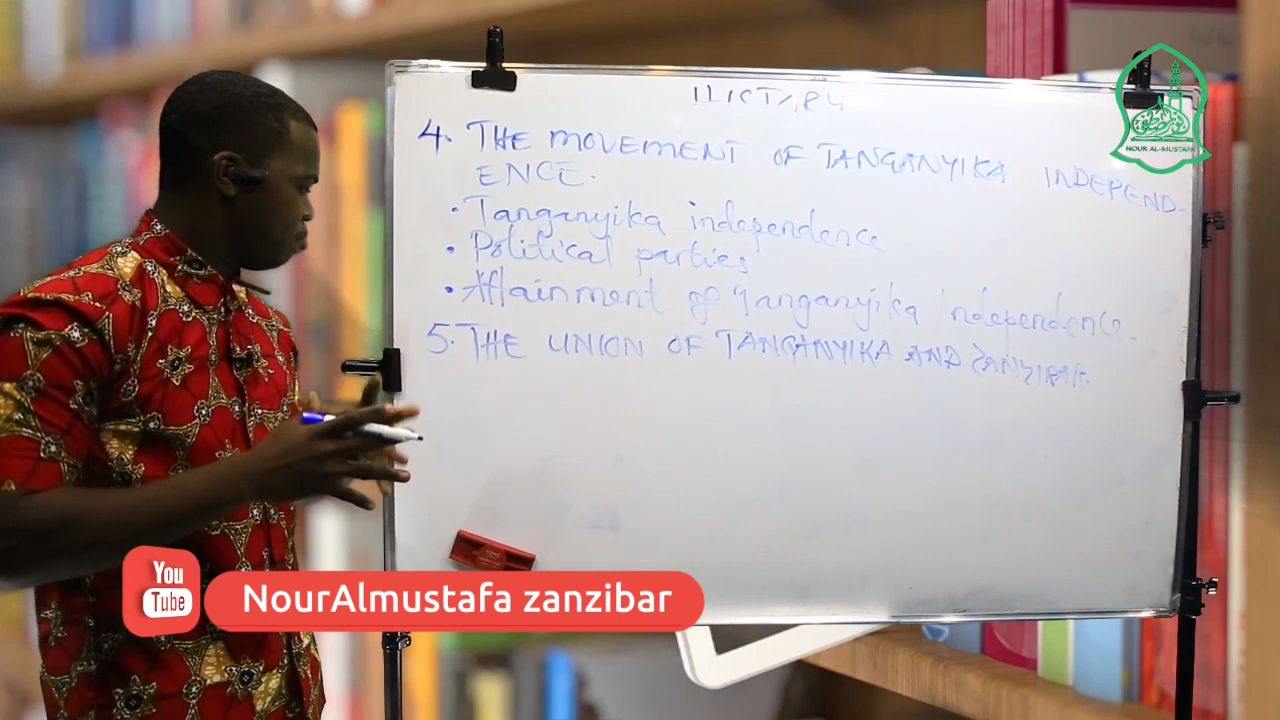 4. THE MOVEMENT OF TANGANYIKA INDEPEND-
ENCE.
• Tanganyika independence
• Political parties
• Attainment of Tanganyika independence.
5. THE UNION OF TANGANYIKA AND ZANZIBAR.
NOUR AL-MUSTAFA
You
Tube
NourAlmustafa zanzibar